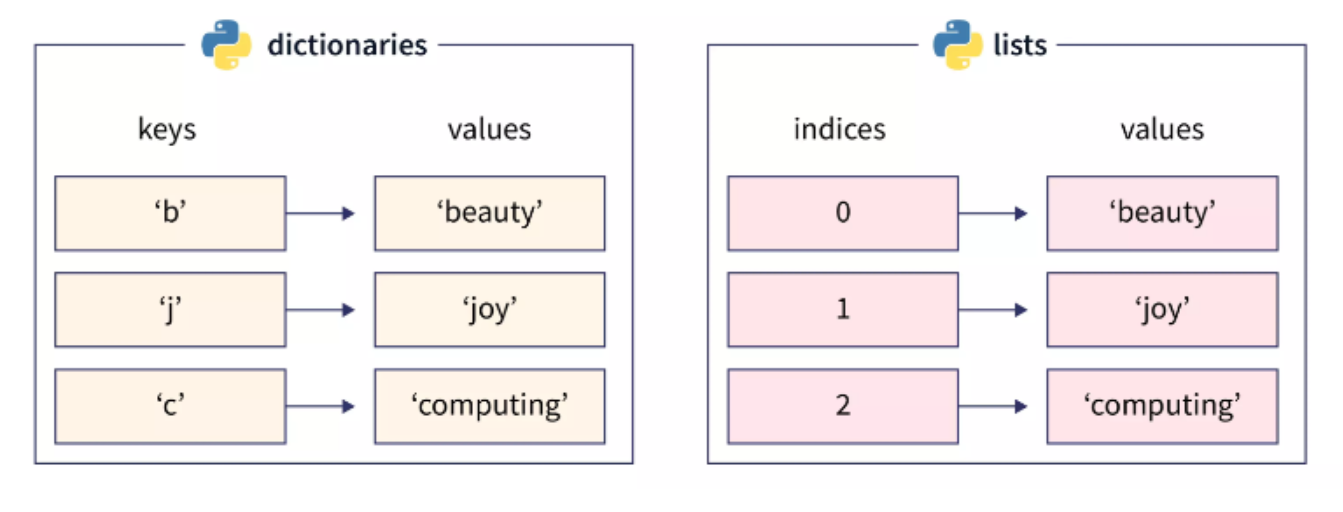 dictionaries
keys values
‘b’ ‘beauty’
‘j’ ‘joy’
‘c’ ‘computing’
lists
indices values
0 ‘beauty’
1 ‘joy’
2 ‘computing’